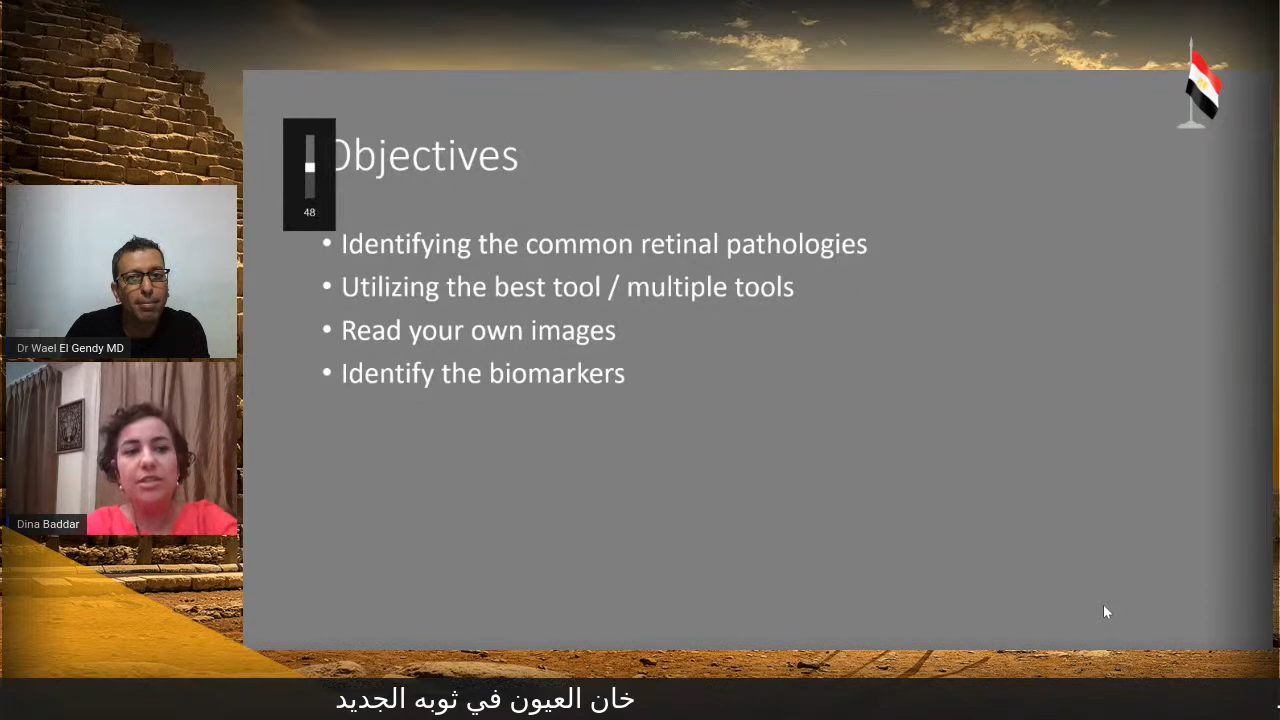 Objectives
48
• Identifying the common retinal pathologies
• Utilizing the best tool / multiple tools
• Read your own images
• Identify the biomarkers
Dr Wael El Gendy MD
Dina Baddar
خان العيون في ثوبه الجديد